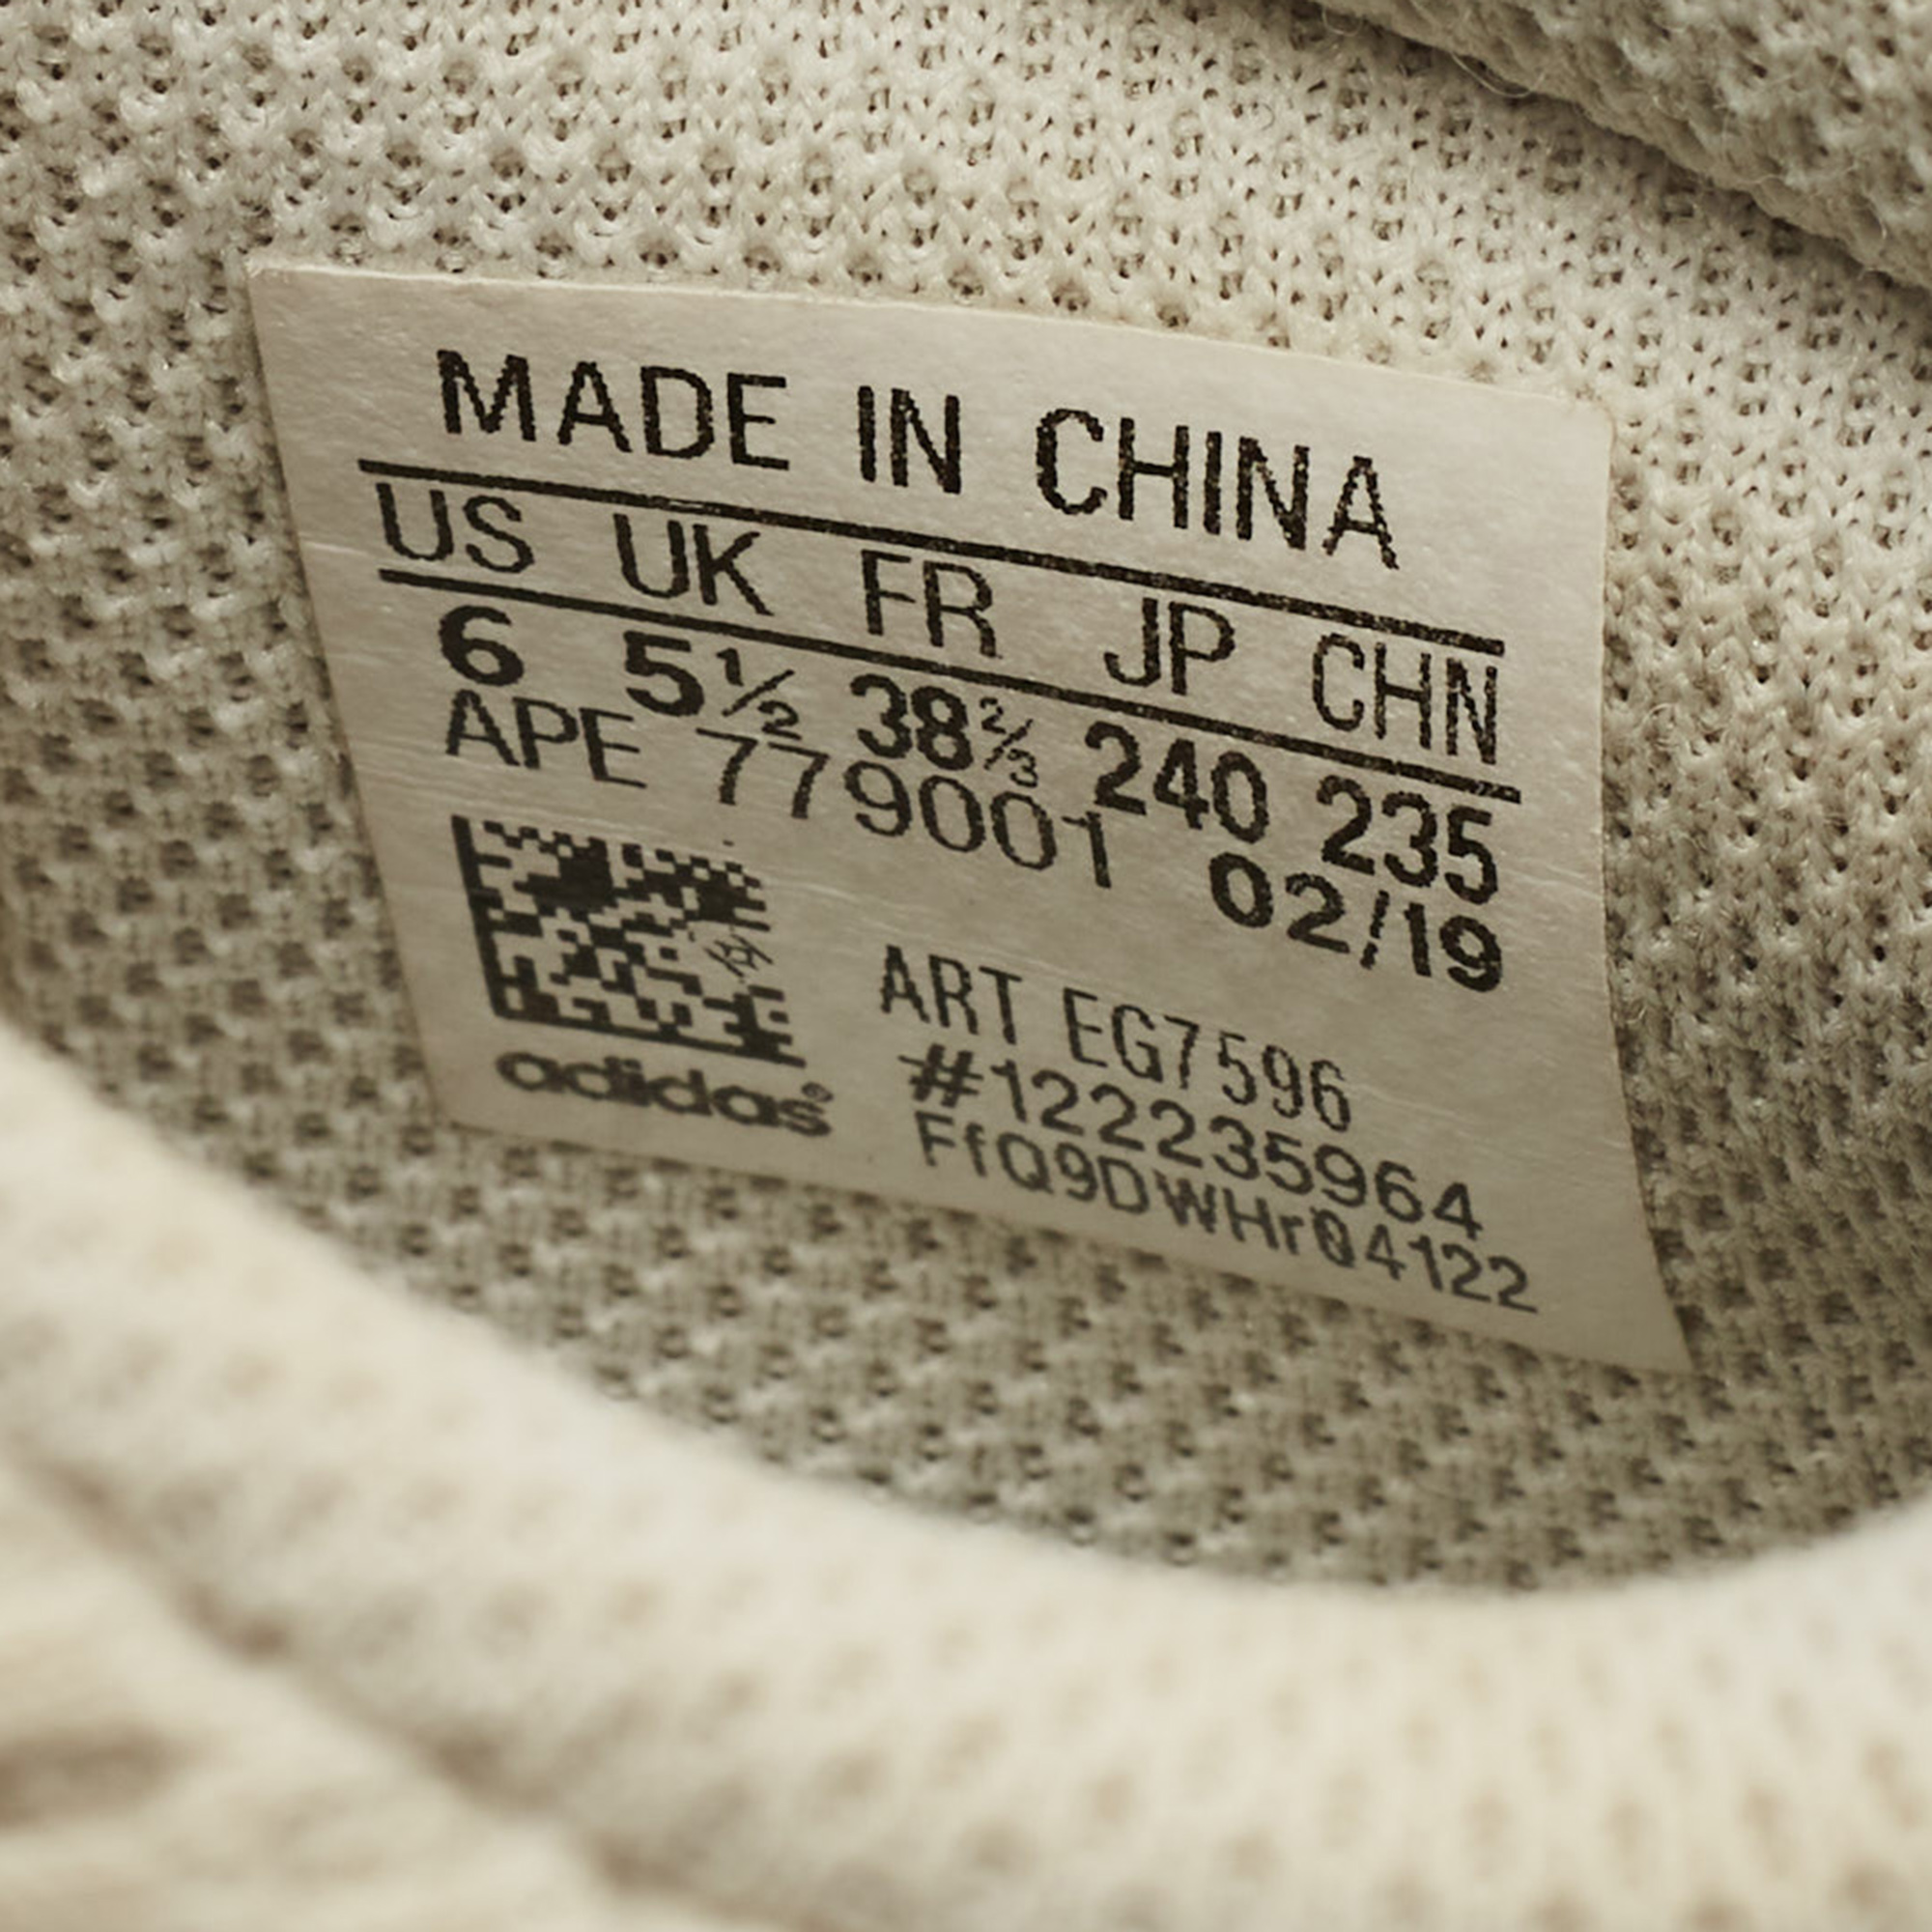 MADE IN CHINA
US UK FR JP CHN
6 5½ 38⅔ 240 235
APE 779001 02/19
ART EG7596
#122235964
adidas®